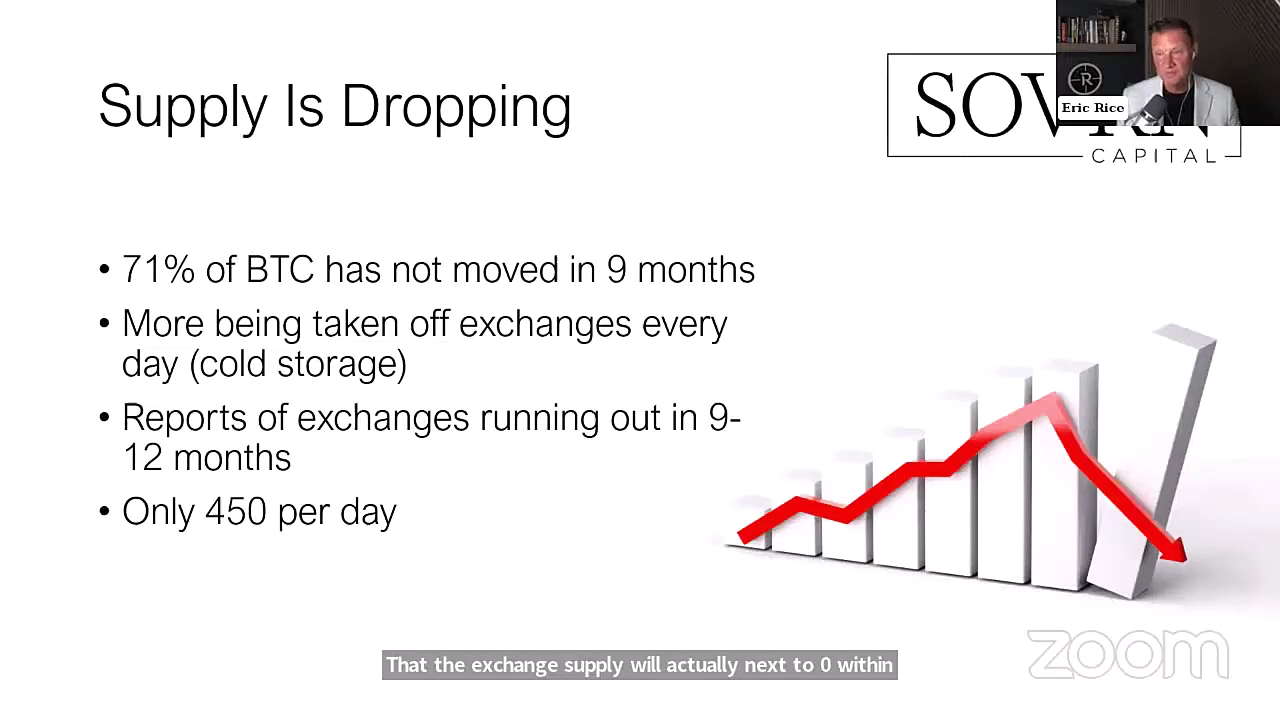 Supply Is Dropping
SOV
CAPITAL
R
Eric Rice
• 71% of BTC has not moved in 9 months
• More being taken off exchanges every
day (cold storage)
• Reports of exchanges running out in 9-
12 months
• Only 450 per day
zoom
That the exchange supply will actually next to 0 within